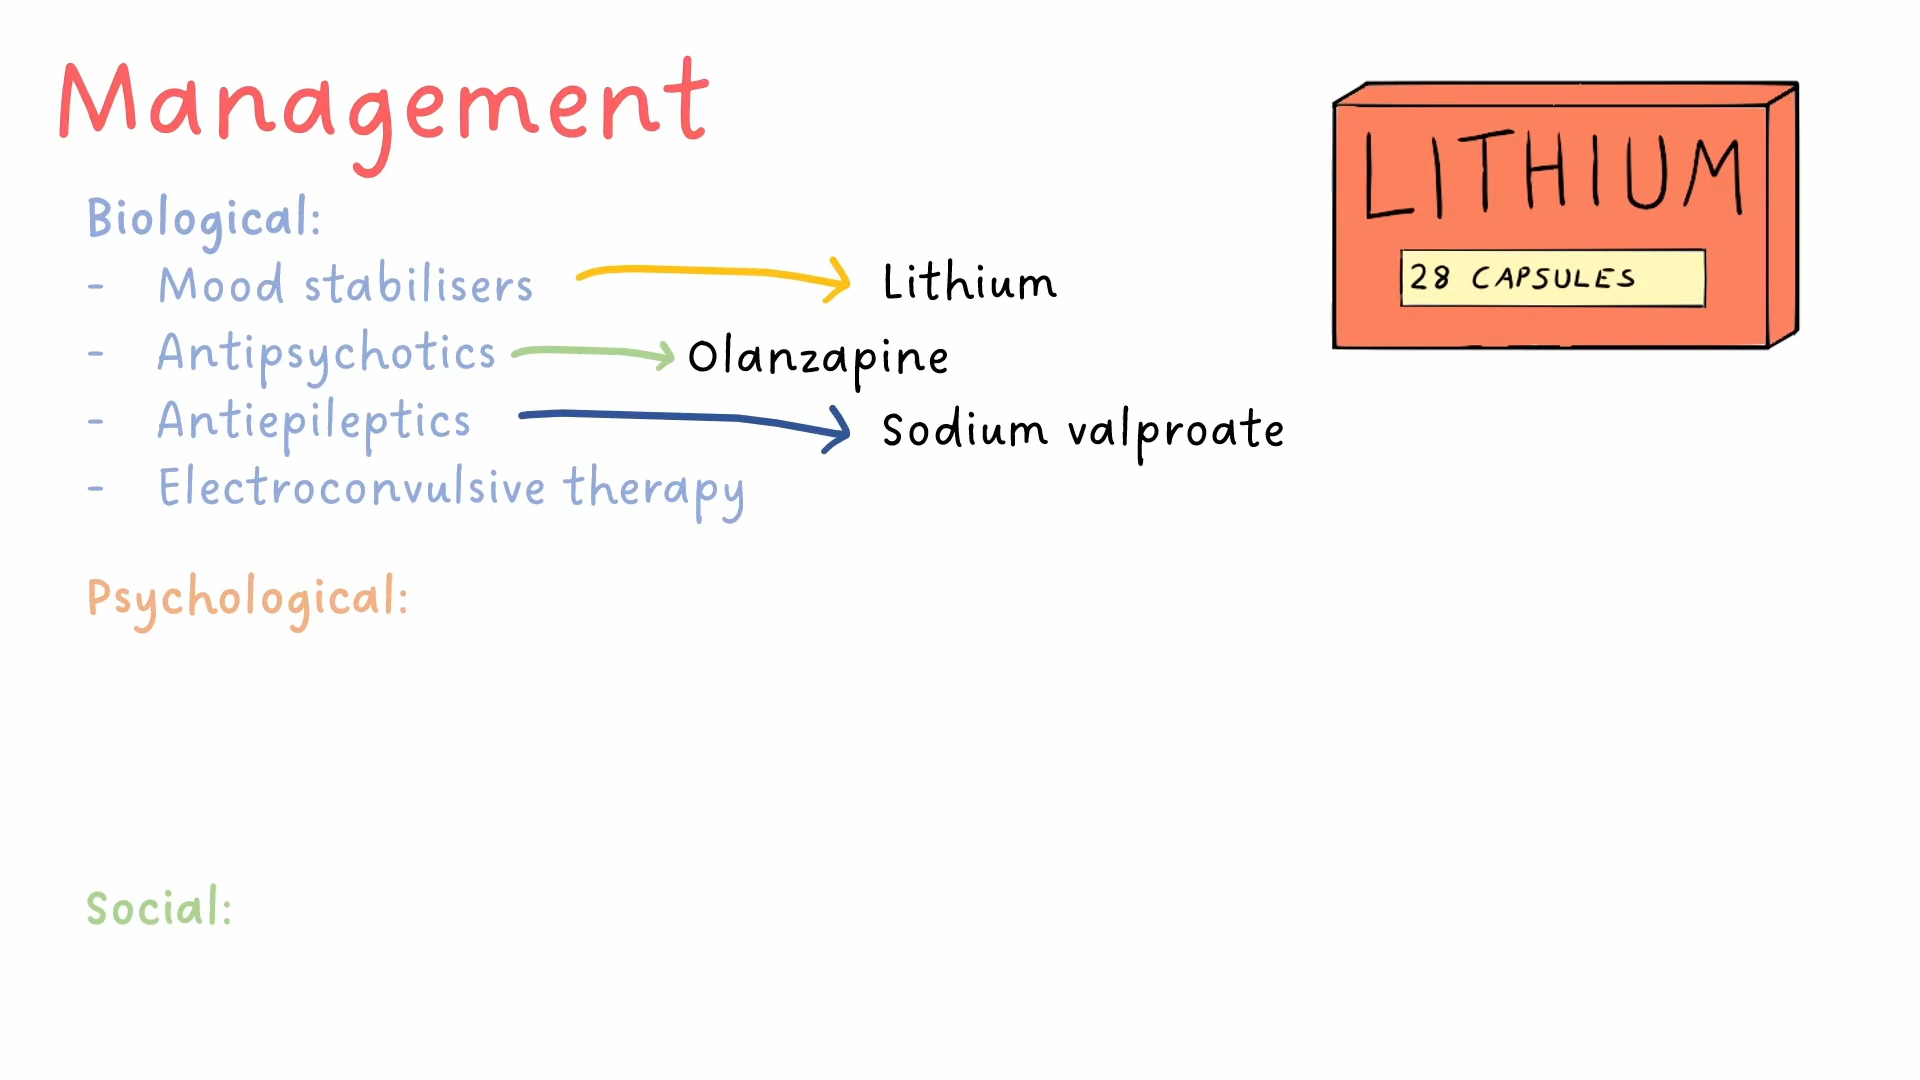 Management
LITHIUM
28 CAPSULES
Biological:
- Mood stabilisers
Lithium
- Antipsychotics
Olanzapine
- Antiepileptics
Sodium valproate
- Electroconvulsive therapy
Psychological:
Social: